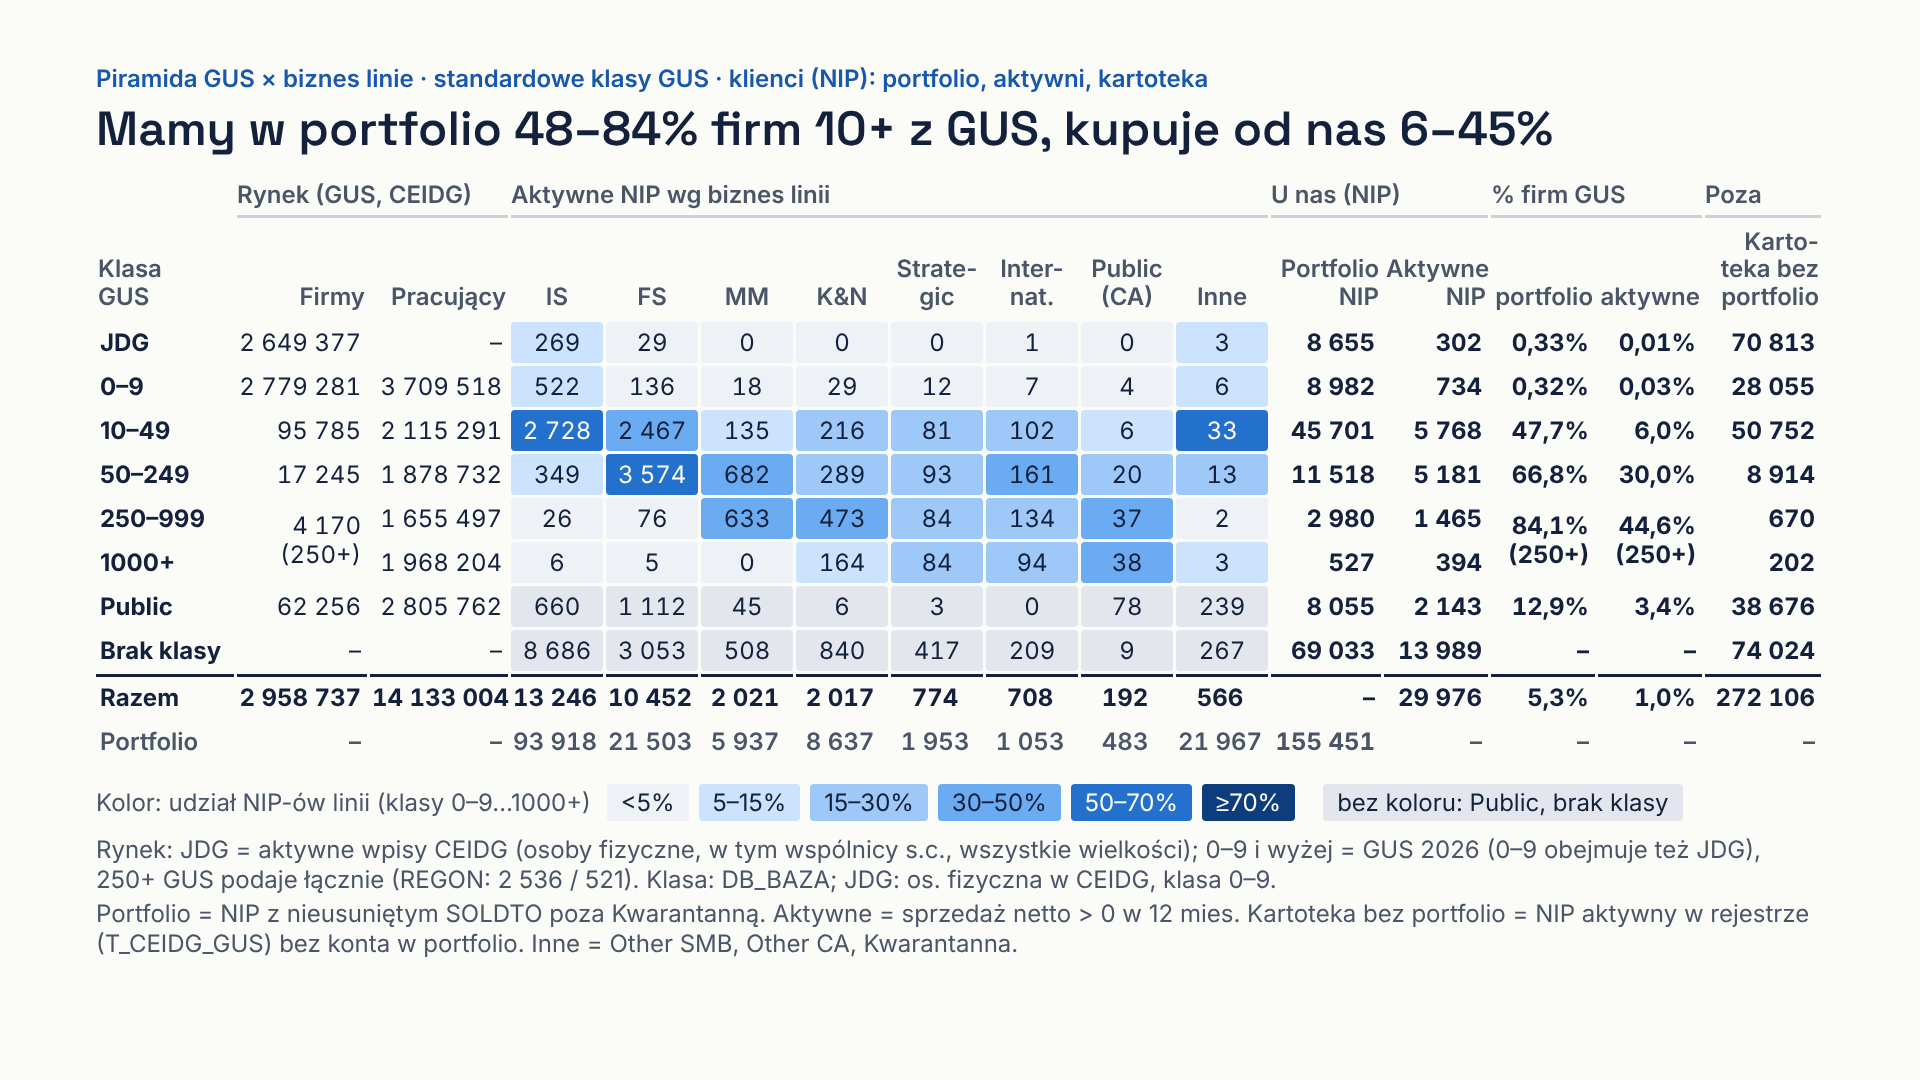 Piramida GUS × biznes linie · standardowe klasy GUS · klienci (NIP): portfolio, aktywni, kartoteka
Mamy w portfolio 48–84% firm 10+ z GUS, kupuje od nas 6–45%
Rynek (GUS, CEIDG) Aktywne NIP wg biznes linii U nas (NIP) % firm GUS Poza
Klasa GUS Firmy Pracujący IS FS MM K&N Strate-gic Inter-nat. Public (CA) Inne Portfolio NIP Aktywne NIP portfolio aktywne Karto-teka bez portfolio
JDG 2 649 377 – 269 29 0 0 0 1 0 3 8 655 302 0,33% 0,01% 70 813
0–9 2 779 281 3 709 518 522 136 18 29 12 7 4 6 8 982 734 0,32% 0,03% 28 055
10–49 95 785 2 115 291 2 728 2 467 135 216 81 102 6 33 45 701 5 768 47,7% 6,0% 50 752
50–249 17 245 1 878 732 349 3 574 682 289 93 161 20 13 11 518 5 181 66,8% 30,0% 8 914
250–999 4 170 (250+) 1 655 497 26 76 633 473 84 134 37 2 2 980 1 465 84,1% (250+) 44,6% (250+) 670
1000+ 1 968 204 6 5 0 164 84 94 38 3 527 394 202
Public 62 256 2 805 762 660 1 112 45 6 3 0 78 239 8 055 2 143 12,9% 3,4% 38 676
Brak klasy – – 8 686 3 053 508 840 417 209 9 267 69 033 13 989 – – 74 024
Razem 2 958 737 14 133 004 13 246 10 452 2 021 2 017 774 708 192 566 – 29 976 5,3% 1,0% 272 106
Portfolio – – 93 918 21 503 5 937 8 637 1 953 1 053 483 21 967 155 451 – – – –
Kolor: udział NIP-ów linii (klasy 0–9…1000+) <5% 5–15% 15–30% 30–50% 50–70% ≥70% bez koloru: Public, brak klasy
Rynek: JDG = aktywne wpisy CEIDG (osoby fizyczne, w tym wspólnicy s.c., wszystkie wielkości); 0–9 i wyżej = GUS 2026 (0–9 obejmuje też JDG),
250+ GUS podaje łącznie (REGON: 2 536 / 521). Klasa: DB_BAZA; JDG: os. fizyczna w CEIDG, klasa 0–9.
Portfolio = NIP z nieusuniętym SOLDTO poza Kwarantanną. Aktywne = sprzedaż netto > 0 w 12 mies. Kartoteka bez portfolio = NIP aktywny w rejestrze
(T_CEIDG_GUS) bez konta w portfolio. Inne = Other SMB, Other CA, Kwarantanna.